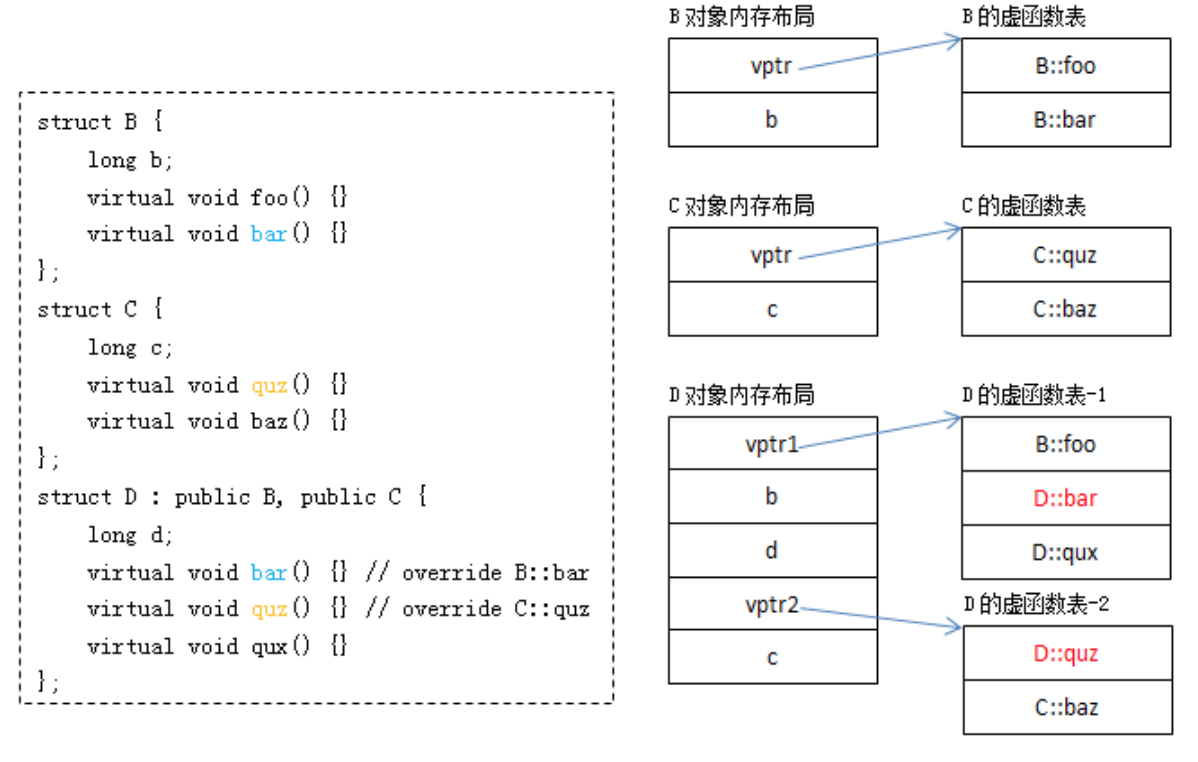 struct B {
    long b;
    virtual void foo() {}
    virtual void bar() {}
};
struct C {
    long c;
    virtual void quz() {}
    virtual void baz() {}
};
struct D : public B, public C {
    long d;
    virtual void bar() {} // override B::bar
    virtual void quz() {} // override C::quz
    virtual void qux() {}
};
B 对象内存布局
vptr
b
B 的虚函数表
B::foo
B::bar
C 对象内存布局
vptr
c
C 的虚函数表
C::quz
C::baz
D 对象内存布局
vptr1
b
d
vptr2
c
D 的虚函数表-1
B::foo
D::bar
D::qux
D 的虚函数表-2
D::quz
C::baz